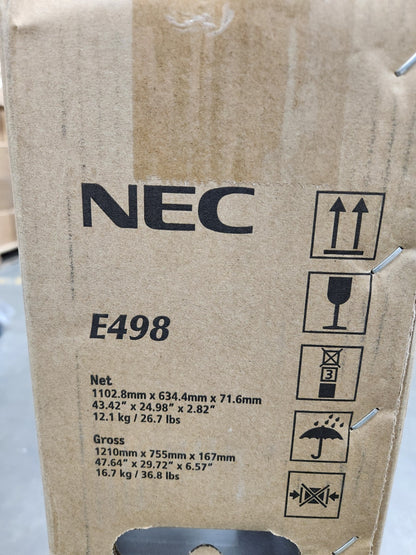 NEC
E498
Net
1102.8mm x 634.4mm x 71.6mm
43.42" x 24.98" x 2.82"
12.1 kg / 26.7 lbs
Gross
1210mm x 755mm x 167mm
47.64" x 29.72" x 6.57"
16.7 kg / 36.8 lbs
3